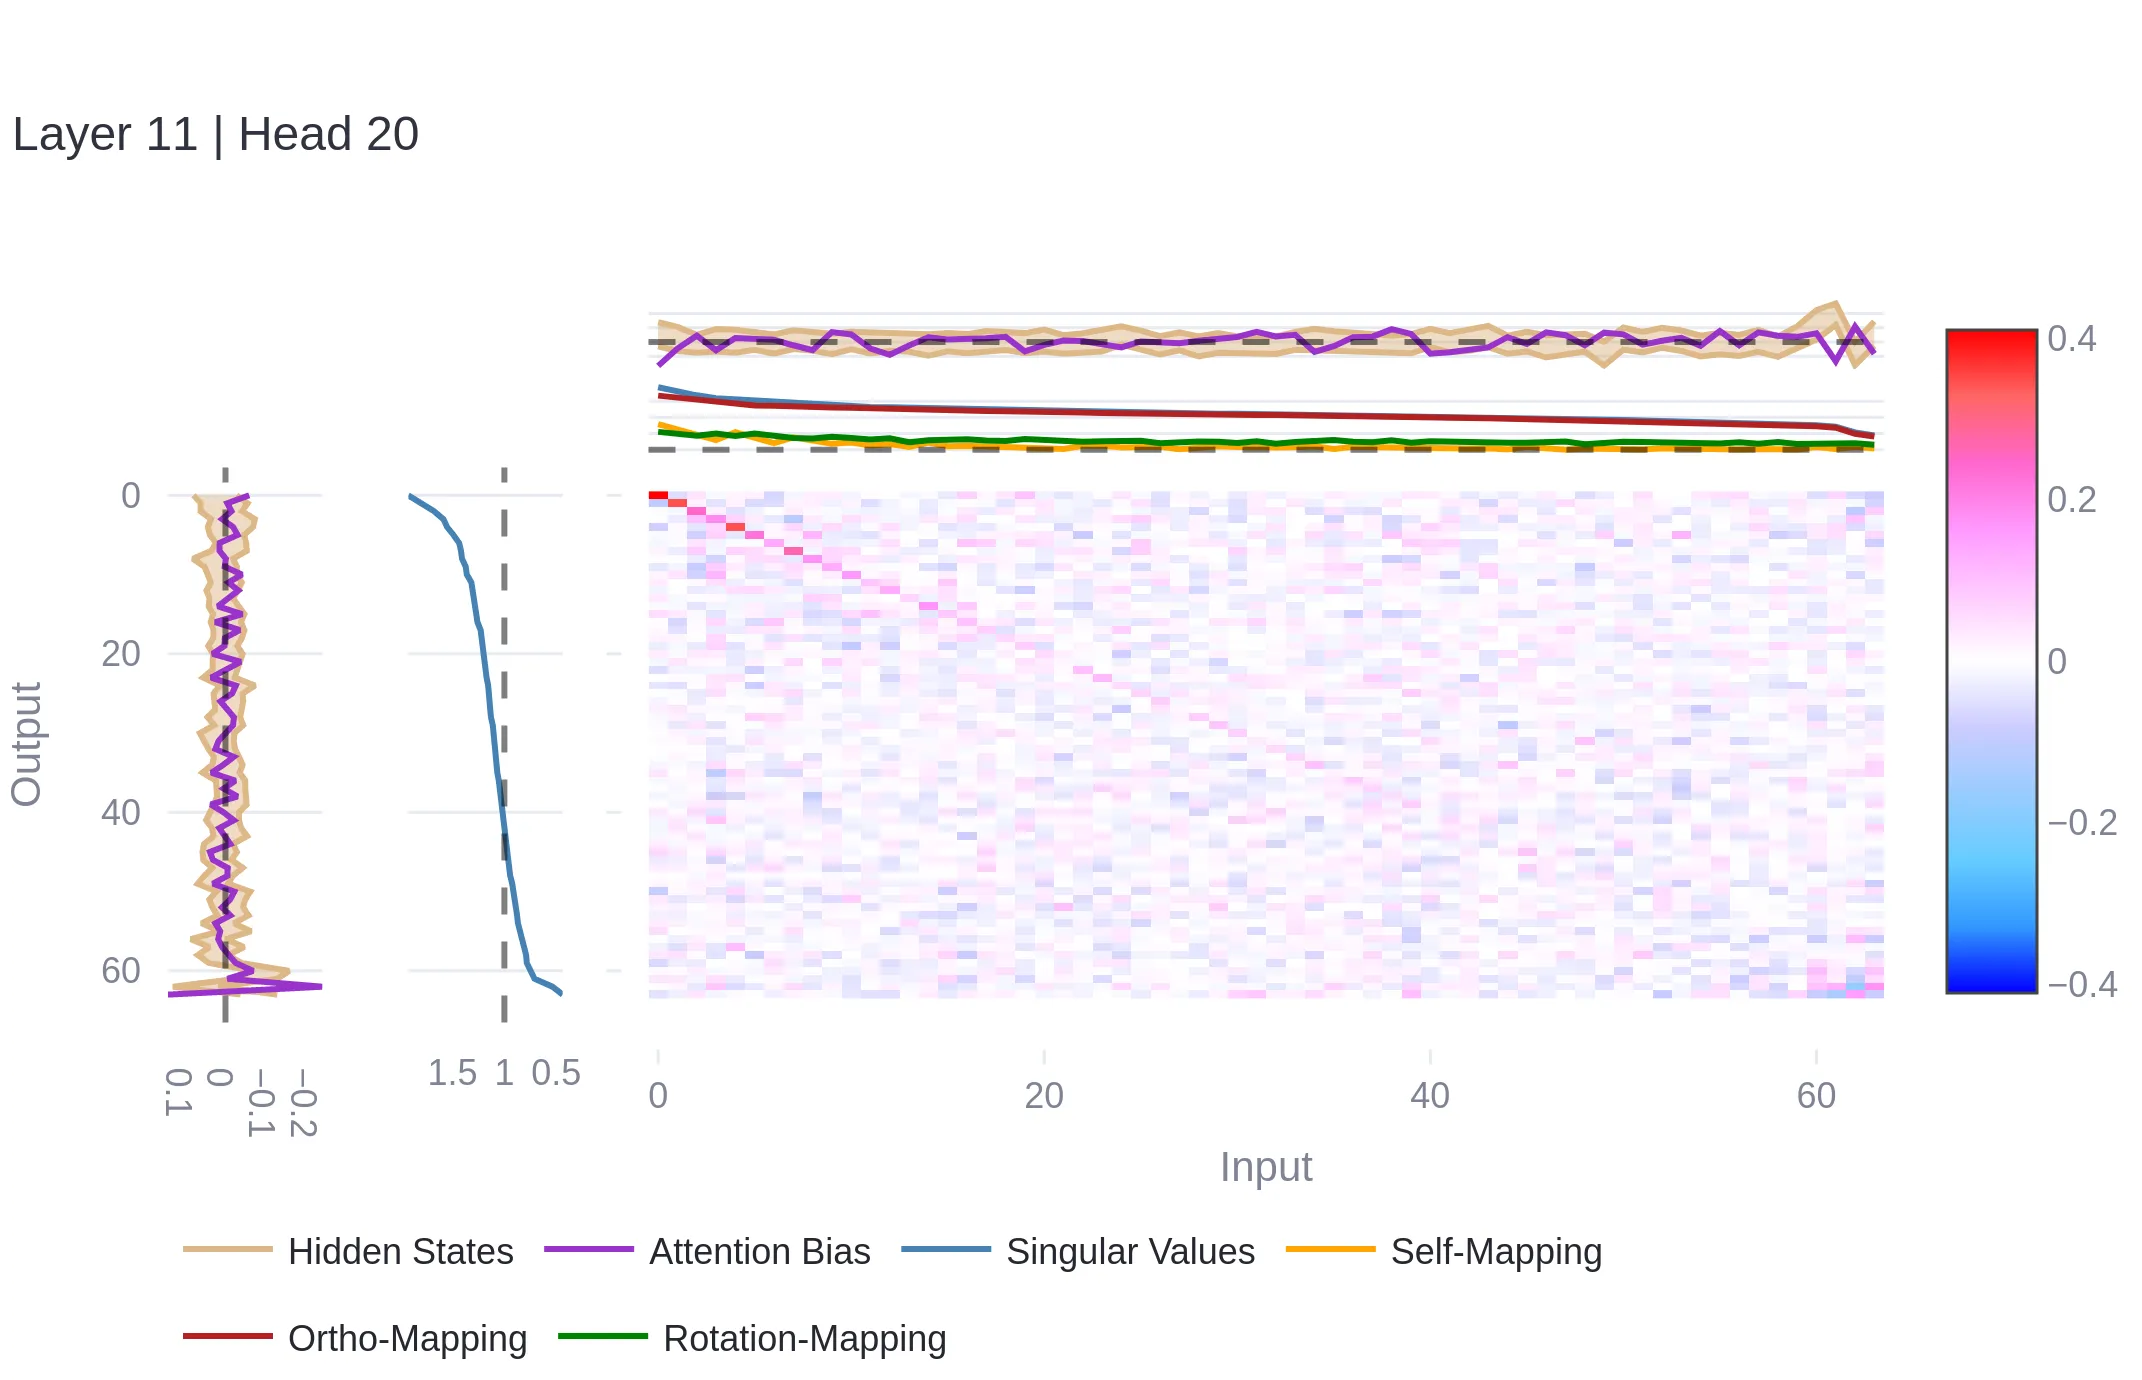 Layer 11 | Head 20
0.4
0.2
0
−0.2
−0.4
0
20
40
60
Output
0.1
0
−0.1
−0.2
1.5 1 0.5
0 20 40 60
Input
Hidden States Attention Bias Singular Values Self-Mapping
Ortho-Mapping Rotation-Mapping